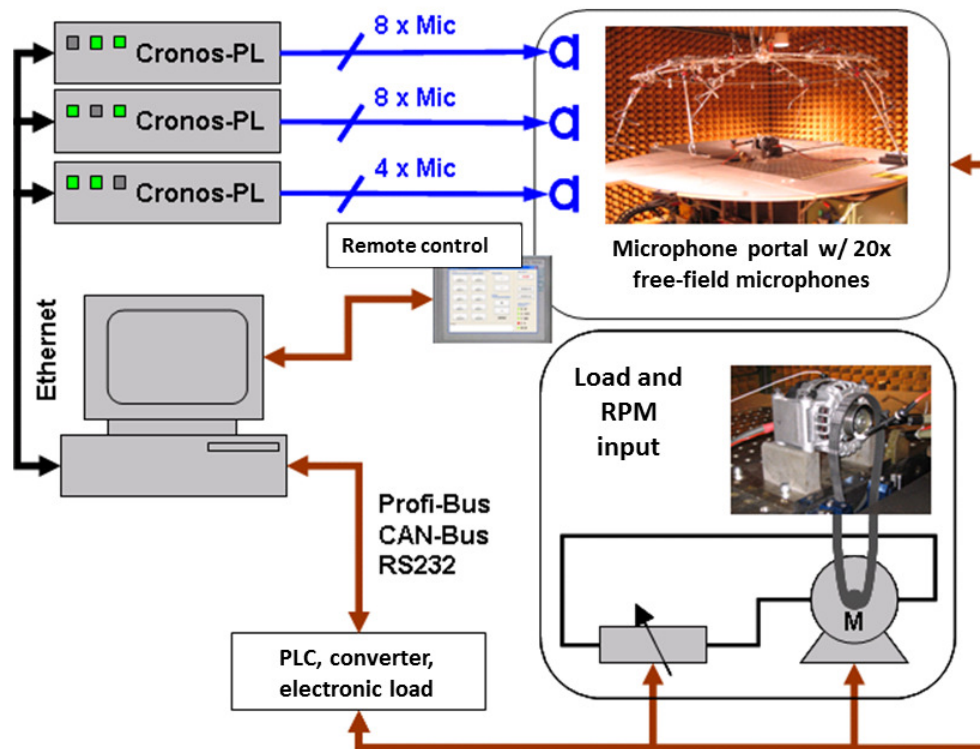 8 x Mic
Cronos-PL
8 x Mic
Cronos-PL
4 x Mic
Cronos-PL
Remote control
Microphone portal w/ 20x
free-field microphones
Ethernet
Load and
RPM
input
Profi-Bus
CAN-Bus
RS232
M
PLC, converter,
electronic load